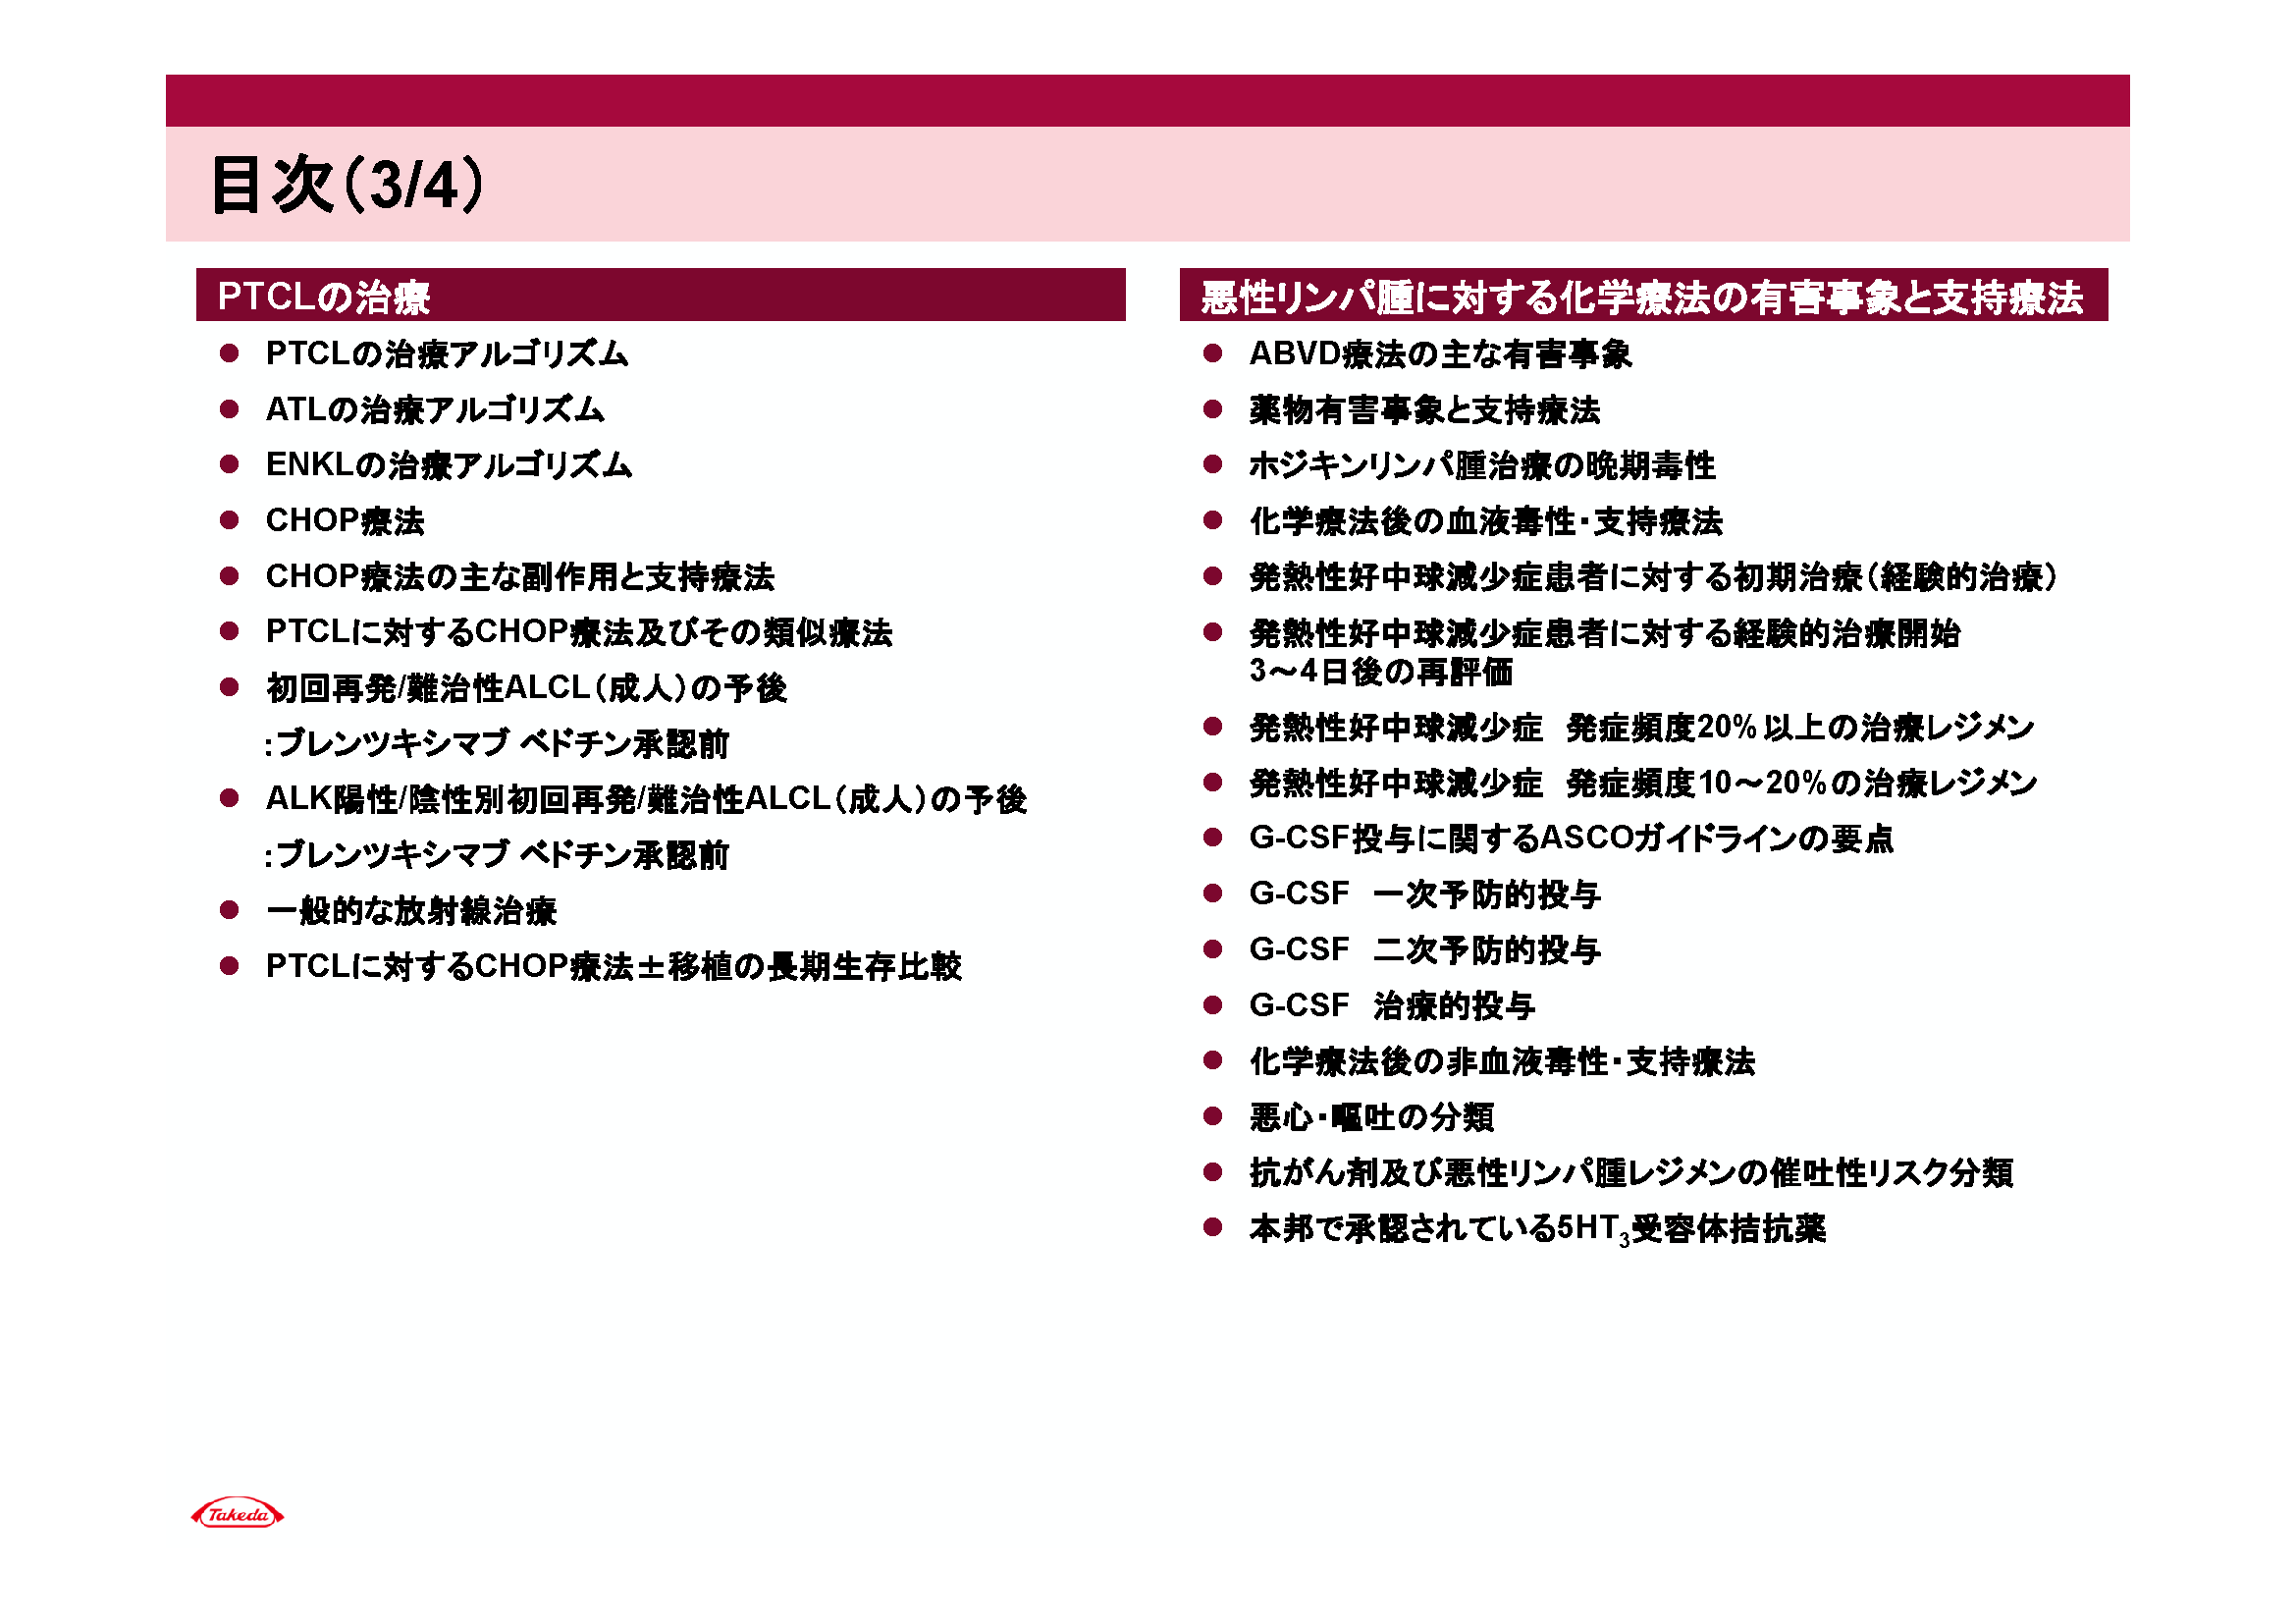 目次（3/4）
PTCLの治療
● PTCLの治療アルゴリズム
● ATLの治療アルゴリズム
● ENKLの治療アルゴリズム
● CHOP療法
● CHOP療法の主な副作用と支持療法
● PTCLに対するCHOP療法及びその類似療法
● 初回再発/難治性ALCL（成人）の予後
：ブレンツキシマブ ベドチン承認前
● ALK陽性/陰性別初回再発/難治性ALCL（成人）の予後
：ブレンツキシマブ ベドチン承認前
● 一般的な放射線治療
● PTCLに対するCHOP療法±移植の長期生存比較
悪性リンパ腫に対する化学療法の有害事象と支持療法
● ABVD療法の主な有害事象
● 薬物有害事象と支持療法
● ホジキンリンパ腫治療の晩期毒性
● 化学療法後の血液毒性・支持療法
● 発熱性好中球減少症患者に対する初期治療（経験的治療）
● 発熱性好中球減少症患者に対する経験的治療開始
3～4日後の再評価
● 発熱性好中球減少症　発症頻度20%以上の治療レジメン
● 発熱性好中球減少症　発症頻度10～20%の治療レジメン
● G-CSF投与に関するASCOガイドラインの要点
● G-CSF　一次予防的投与
● G-CSF　二次予防的投与
● G-CSF　治療的投与
● 化学療法後の非血液毒性・支持療法
● 悪心・嘔吐の分類
● 抗がん剤及び悪性リンパ腫レジメンの催吐性リスク分類
● 本邦で承認されている5HT₃受容体拮抗薬
Takeda